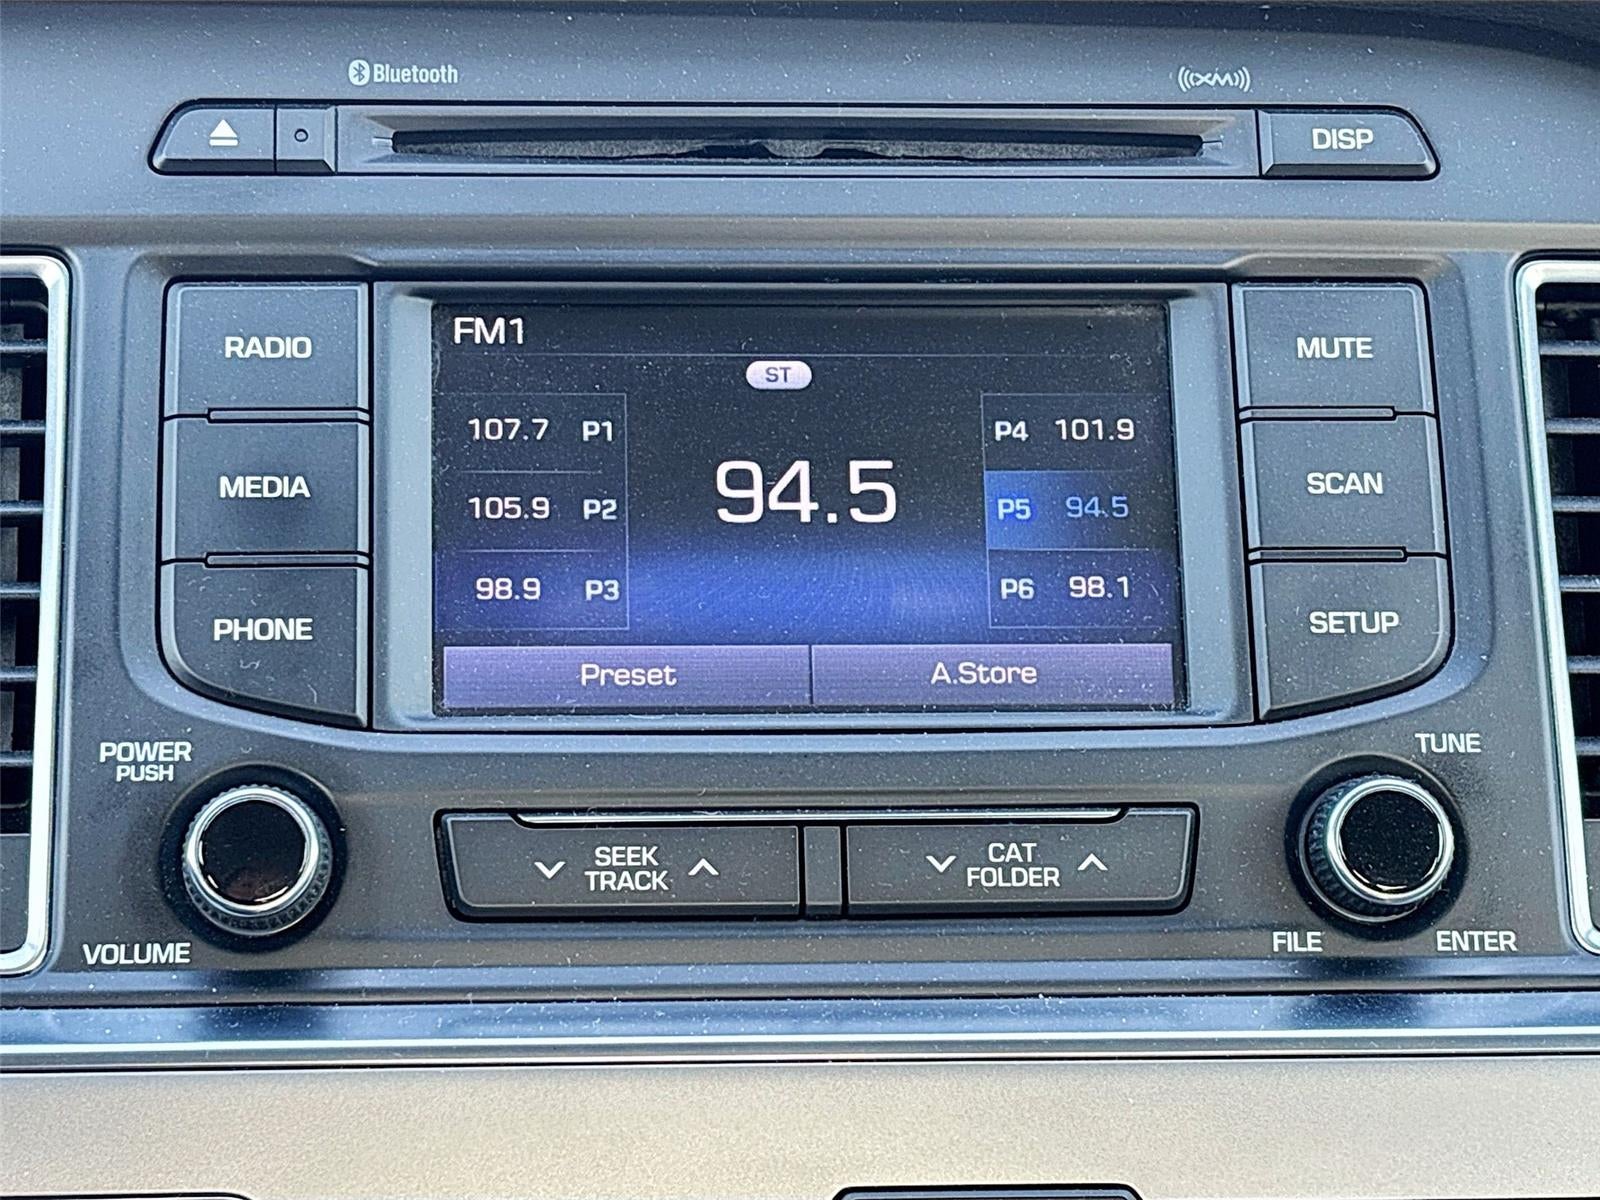 Bluetooth
((XM))
DISP
RADIO
MEDIA
PHONE
FM1
ST
107.7 P1
105.9 P2
98.9 P3
94.5
P4 101.9
P5 94.5
P6 98.1
Preset
A.Store
MUTE
SCAN
SETUP
POWER
PUSH
VOLUME
SEEK
TRACK
CAT
FOLDER
TUNE
FILE
ENTER